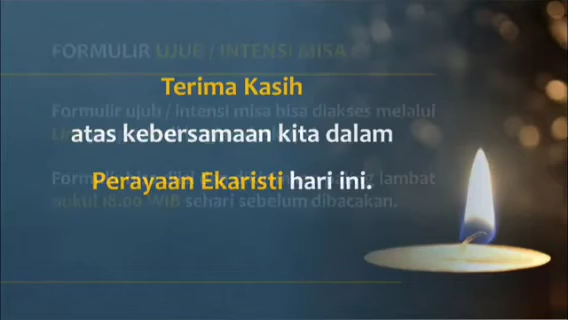 FORMULIR UJUB / INTENSI MISA
Terima Kasih
Formulir ujub / intensi misa bisa diakses melalui
atas kebersamaan kita dalam
Perayaan Ekaristi hari ini.
lambat
pukul 18.00 WIB sehari sebelum dibacakan.